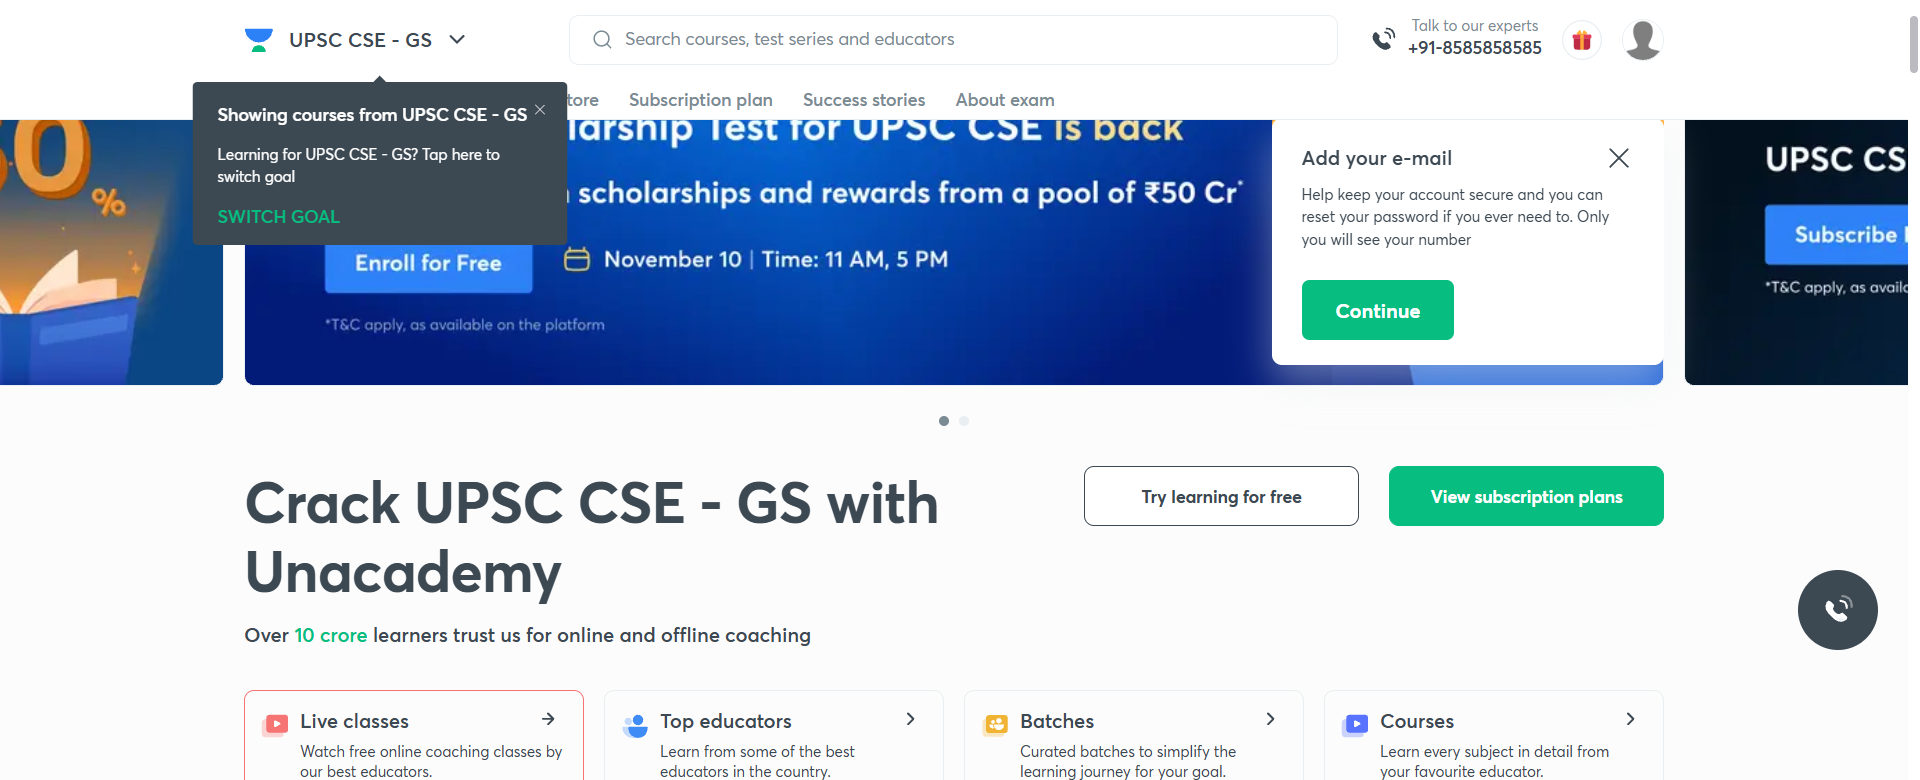 UPSC CSE - GS
Search courses, test series and educators
Talk to our experts
+91-8585858585
Showing courses from UPSC CSE - GS
Learning for UPSC CSE - GS? Tap here to
switch goal
SWITCH GOAL
Subscription plan
Success stories
About exam
%
Test for UPSC CSE is back
scholarships and rewards from a pool of ₹50 Cr*
Enroll for Free
November 10 | Time: 11 AM, 5 PM
*T&C apply, as available on the platform
Add your e-mail
Help keep your account secure and you can
reset your password if you ever need to. Only
you will see your number
Continue
UPSC CS
Subscribe
*T&C apply, as
Crack UPSC CSE - GS with
Unacademy
Over 10 crore learners trust us for online and offline coaching
Try learning for free
View subscription plans
Live classes
Watch free online coaching classes by
our best educators.
Top educators
Learn from some of the best
educators in the country.
Batches
Curated batches to simplify the
learning journey for your goal.
Courses
Learn every subject in detail from
your favourite educator.